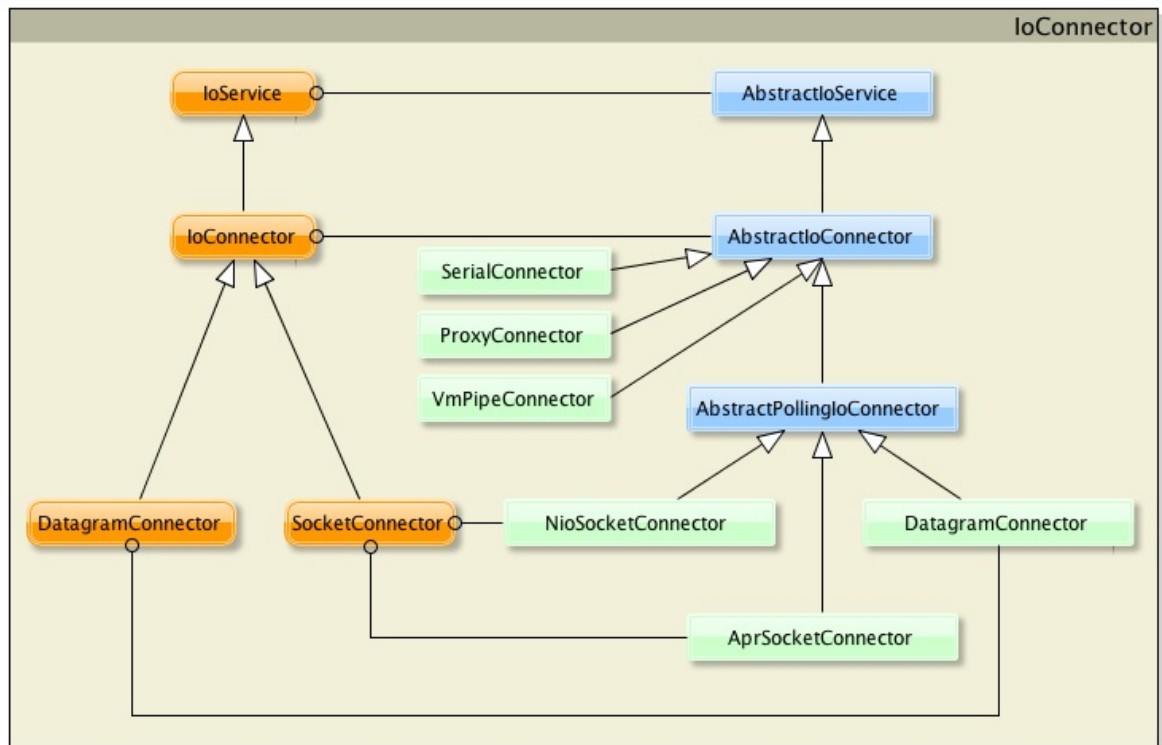 IoConnector
IoService
AbstractIoService
IoConnector
AbstractIoConnector
SerialConnector
ProxyConnector
VmPipeConnector
AbstractPollingIoConnector
DatagramConnector
SocketConnector
NioSocketConnector
DatagramConnector
AprSocketConnector